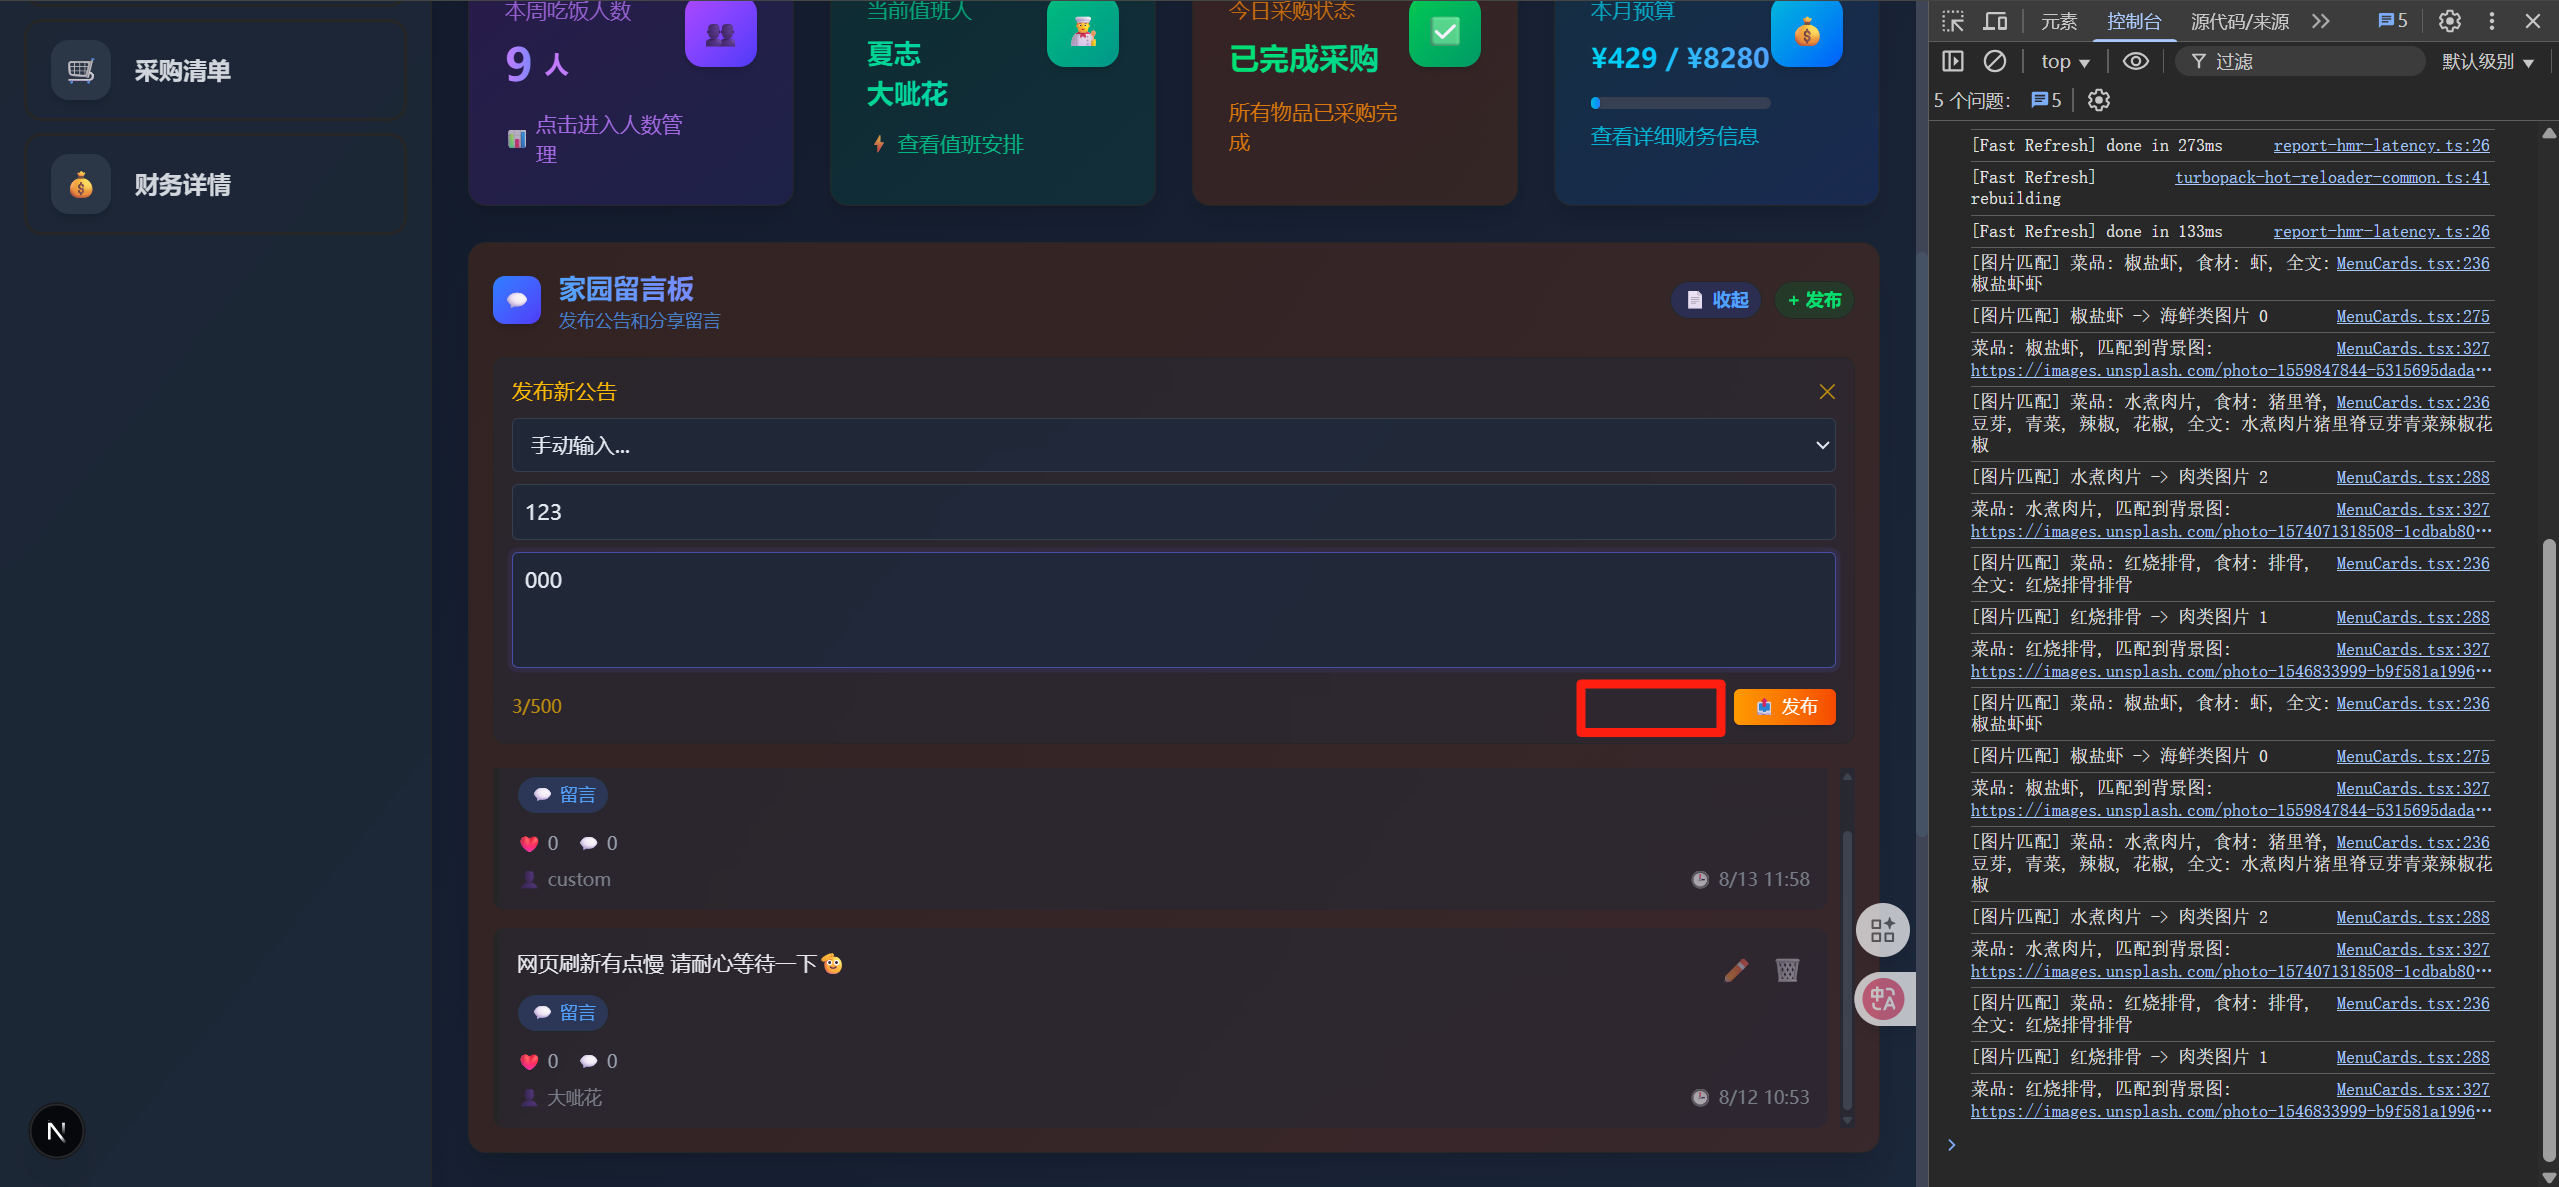 采购清单
财务详情
本周吃饭人数
9 人
点击进入人数管
理
当前值班人
夏志
大呲花
查看值班安排
今日采购状态
已完成采购
所有物品已采购完
成
本月预算
¥429 / ¥8280
查看详细财务信息
家园留言板
发布公告和分享留言
收起
+ 发布
发布新公告
手动输入...
123
000
3/500
发布
留言
0 0
custom
8/13 11:58
网页刷新有点慢 请耐心等待一下
留言
0 0
大呲花
8/12 10:53
N
中A
元素
控制台
源代码/来源
5
top
过滤
默认级别
5 个问题：
5
[Fast Refresh] done in 273ms report-hmr-latency.ts:26
[Fast Refresh] turbopack-hot-reloader-common.ts:41
rebuilding
[Fast Refresh] done in 133ms report-hmr-latency.ts:26
[图片匹配] 菜品: 椒盐虾, 食材: 虾, 全文: MenuCards.tsx:236
椒盐虾虾
[图片匹配] 椒盐虾 -> 海鲜类图片 0 MenuCards.tsx:275
菜品: 椒盐虾, 匹配到背景图: MenuCards.tsx:327
https://images.unsplash.com/photo-1559847844-5315695dada…
[图片匹配] 菜品: 水煮肉片, 食材: 猪里脊, MenuCards.tsx:236
豆芽, 青菜, 辣椒, 花椒, 全文: 水煮肉片猪里脊豆芽青菜辣椒花
椒
[图片匹配] 水煮肉片 -> 肉类图片 2 MenuCards.tsx:288
菜品: 水煮肉片, 匹配到背景图: MenuCards.tsx:327
https://images.unsplash.com/photo-1574071318508-1cdbab80…
[图片匹配] 菜品: 红烧排骨, 食材: 排骨, MenuCards.tsx:236
全文: 红烧排骨排骨
[图片匹配] 红烧排骨 -> 肉类图片 1 MenuCards.tsx:288
菜品: 红烧排骨, 匹配到背景图: MenuCards.tsx:327
https://images.unsplash.com/photo-1546833999-b9f581a1996…
[图片匹配] 菜品: 椒盐虾, 食材: 虾, 全文: MenuCards.tsx:236
椒盐虾虾
[图片匹配] 椒盐虾 -> 海鲜类图片 0 MenuCards.tsx:275
菜品: 椒盐虾, 匹配到背景图: MenuCards.tsx:327
https://images.unsplash.com/photo-1559847844-5315695dada…
[图片匹配] 菜品: 水煮肉片, 食材: 猪里脊, MenuCards.tsx:236
豆芽, 青菜, 辣椒, 花椒, 全文: 水煮肉片猪里脊豆芽青菜辣椒花
椒
[图片匹配] 水煮肉片 -> 肉类图片 2 MenuCards.tsx:288
菜品: 水煮肉片, 匹配到背景图: MenuCards.tsx:327
https://images.unsplash.com/photo-1574071318508-1cdbab80…
[图片匹配] 菜品: 红烧排骨, 食材: 排骨, MenuCards.tsx:236
全文: 红烧排骨排骨
[图片匹配] 红烧排骨 -> 肉类图片 1 MenuCards.tsx:288
菜品: 红烧排骨, 匹配到背景图: MenuCards.tsx:327
https://images.unsplash.com/photo-1546833999-b9f581a1996…